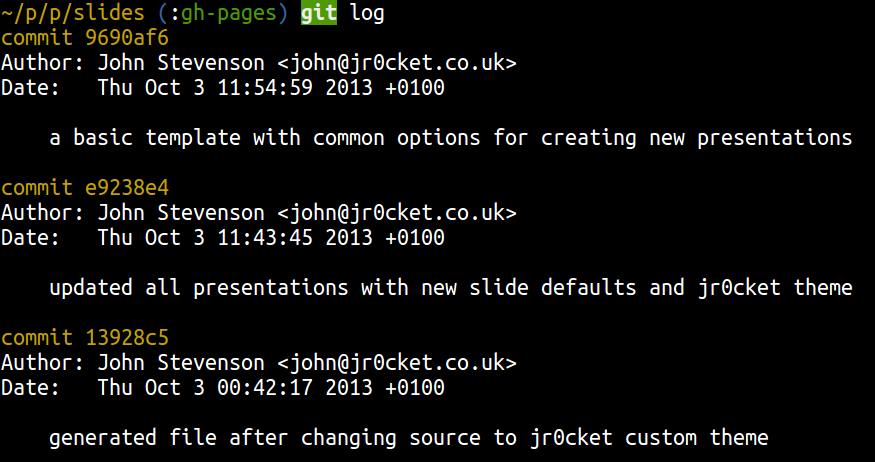 ~/p/p/slides (:gh-pages) git log
commit 9690af6
Author: John Stevenson <john@jr0cket.co.uk>
Date:   Thu Oct 3 11:54:59 2013 +0100
    a basic template with common options for creating new presentations
commit e9238e4
Author: John Stevenson <john@jr0cket.co.uk>
Date:   Thu Oct 3 11:43:45 2013 +0100
    updated all presentations with new slide defaults and jr0cket theme
commit 13928c5
Author: John Stevenson <john@jr0cket.co.uk>
Date:   Thu Oct 3 00:42:17 2013 +0100
    generated file after changing source to jr0cket custom theme